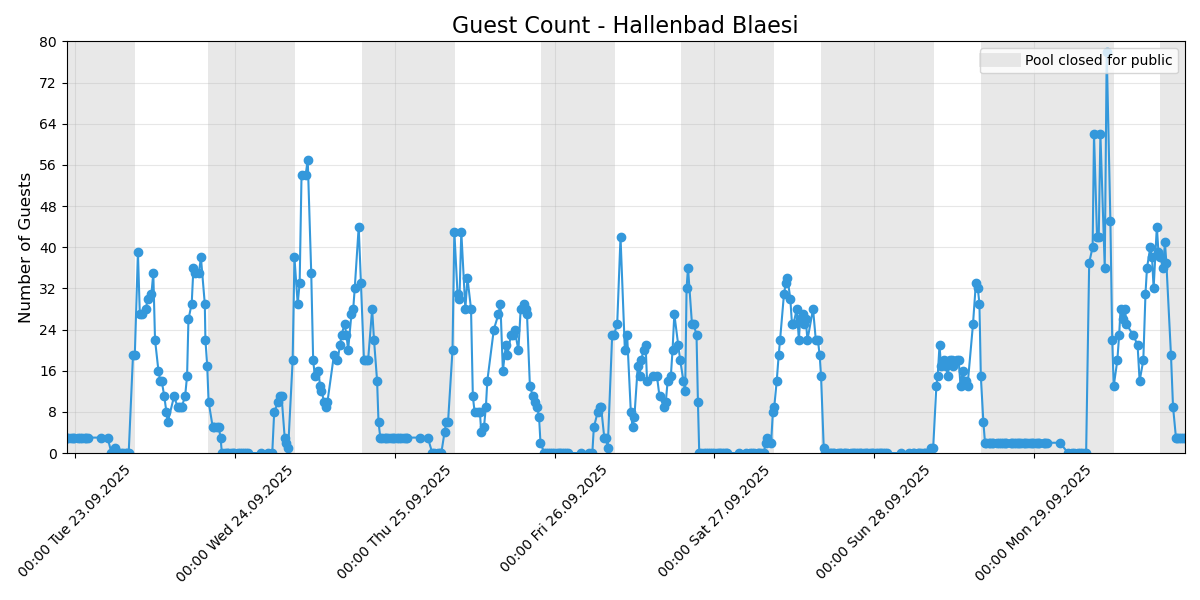 Guest Count - Hallenbad Blaesi
Pool closed for public
Number of Guests
80
72
64
56
48
40
32
24
16
8
0
00:00 Tue 23.09.2025
00:00 Wed 24.09.2025
00:00 Thu 25.09.2025
00:00 Fri 26.09.2025
00:00 Sat 27.09.2025
00:00 Sun 28.09.2025
00:00 Mon 29.09.2025